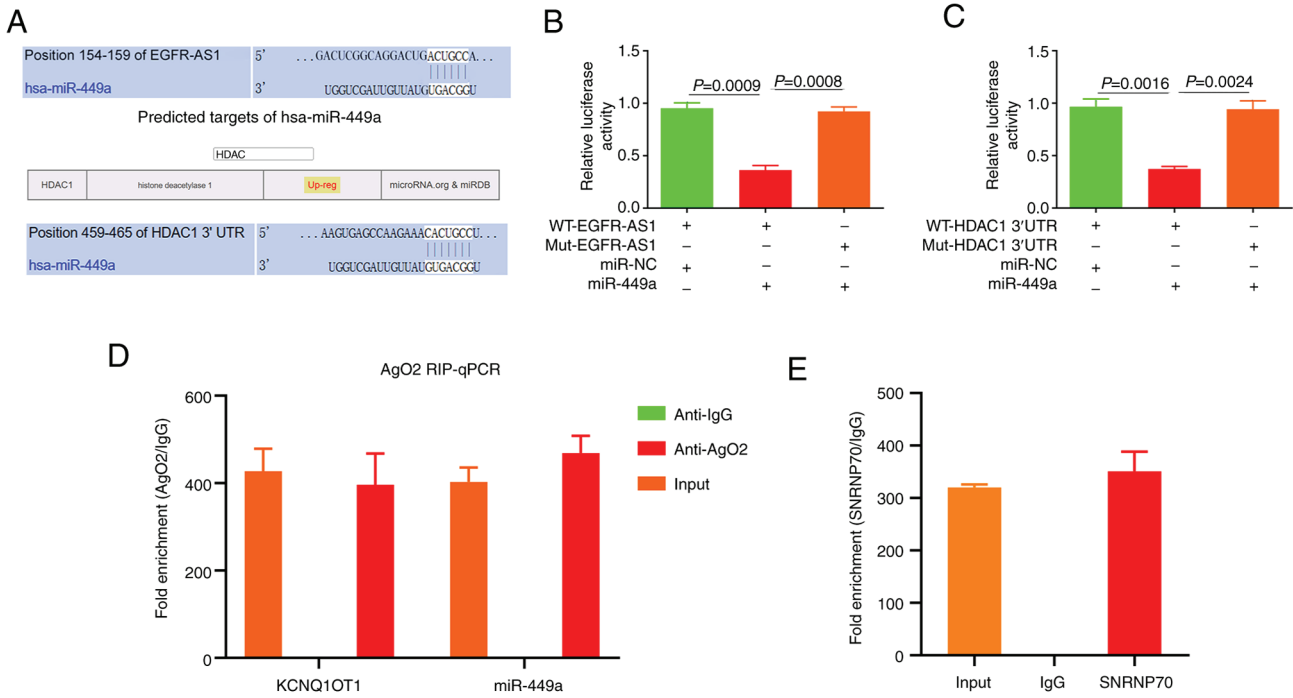 A
Position 154-159 of EGFR-AS1 5' ...GACUCGGCAGGACUGACUGCCA...
hsa-miR-449a 3' UGGUCGAUUGUUAUGUGACGGU
Predicted targets of hsa-miR-449a
HDAC
HDAC1 histone deacetylase 1 Up-reg microRNA.org & miRDB
Position 459-465 of HDAC1 3' UTR 5' ...AAGUGAGCCAAGAAACACUGCCU...
hsa-miR-449a 3' UGGUCGAUUGUUAUGUGACGGU
B
Relative luciferase
activity
1.5
1.0
0.5
0.0
P=0.0009 P=0.0008
WT-EGFR-AS1 + + –
Mut-EGFR-AS1 – – +
miR-NC + – –
miR-449a – + +
C
Relative luciferase
activity
1.5
1.0
0.5
0.0
P=0.0016 P=0.0024
WT-HDAC1 3'UTR + + –
Mut-HDAC1 3'UTR – – +
miR-NC + – –
miR-449a – + +
D
AgO2 RIP-qPCR
Fold enrichment (AgO2/IgG)
600
400
200
0
KCNQ1OT1 miR-449a
Anti-IgG
Anti-AgO2
Input
E
Fold enrichment (SNRNP70/IgG)
500
400
300
200
100
0
Input IgG SNRNP70